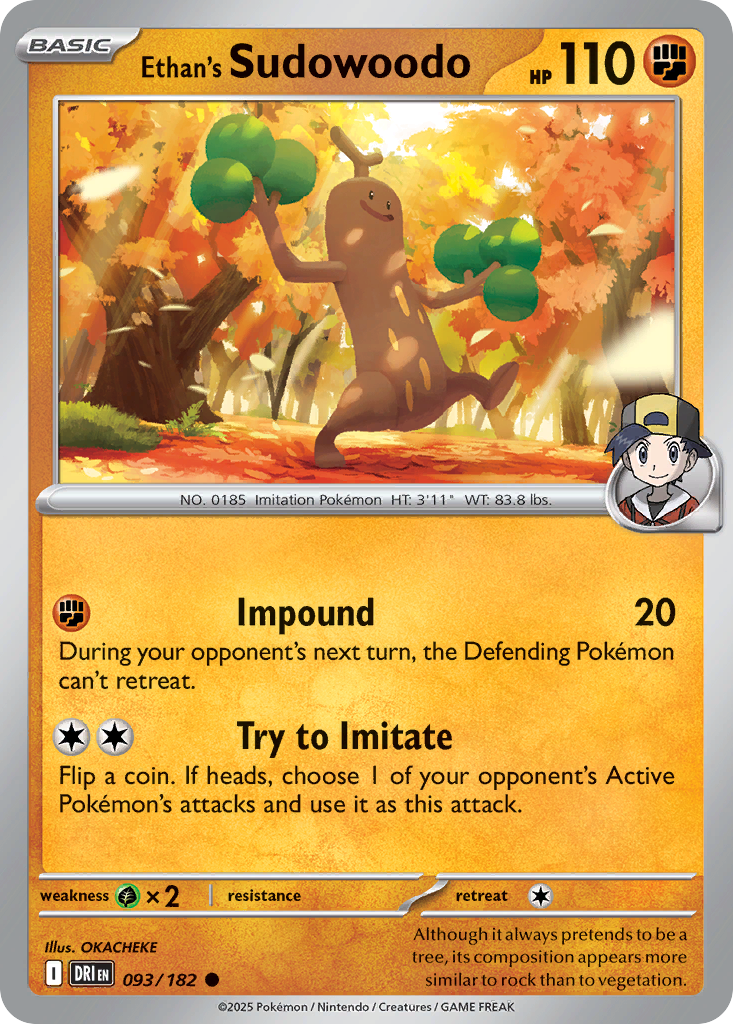 BASIC
Ethan's Sudowoodo HP 110
NO. 0185 Imitation Pokémon HT: 3'11" WT: 83.8 lbs.
Impound 20
During your opponent's next turn, the Defending Pokémon
can't retreat.
Try to Imitate
Flip a coin. If heads, choose 1 of your opponent's Active
Pokémon's attacks and use it as this attack.
weakness ×2 resistance retreat
Illus. OKACHEKE
Although it always pretends to be a
tree, its composition appears more
similar to rock than to vegetation.
I DRI EN 093/182
©2025 Pokémon / Nintendo / Creatures / GAME FREAK